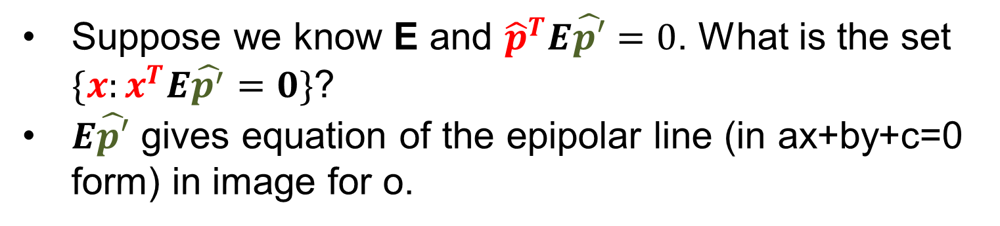 • Suppose we know E and p̂ᵀEp̂′ = 0. What is the set
{x: xᵀEp̂′ = 0}?
• Ep̂′ gives equation of the epipolar line (in ax+by+c=0
form) in image for o.